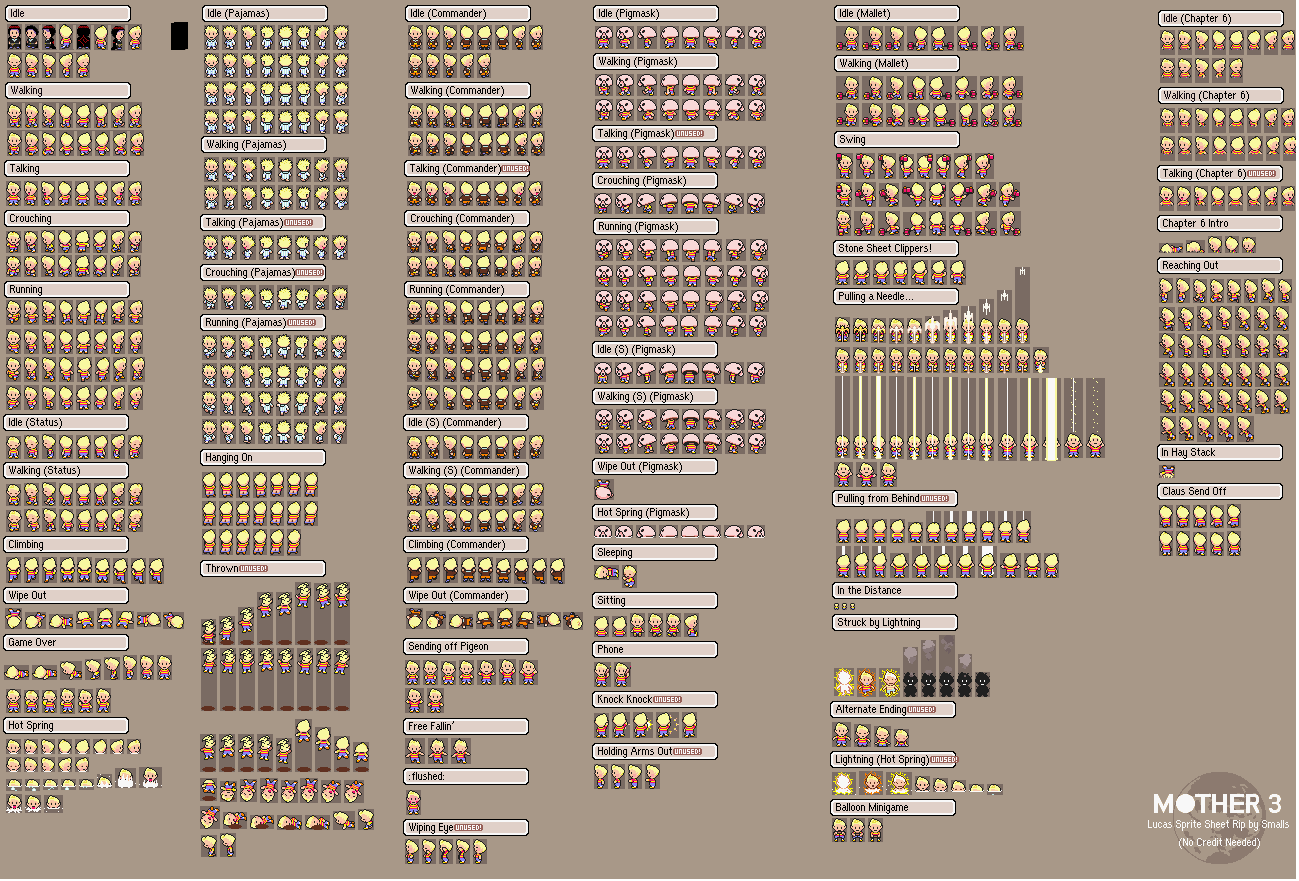 Idle
Walking
Talking
Crouching
Running
Idle (Status)
Walking (Status)
Climbing
Wipe Out
Game Over
Hot Spring
Idle (Pajamas)
Walking (Pajamas)
Talking (Pajamas) UNUSED!
Crouching (Pajamas) UNUSED!
Running (Pajamas) UNUSED!
Hanging On
Thrown UNUSED!
Idle (Commander)
Walking (Commander)
Talking (Commander) UNUSED!
Crouching (Commander)
Running (Commander)
Idle (S) (Commander)
Walking (S) (Commander)
Climbing (Commander)
Wipe Out (Commander)
Sending off Pigeon
Free Fallin'
:flushed:
Wiping Eye UNUSED!
Idle (Pigmask)
Walking (Pigmask)
Talking (Pigmask) UNUSED!
Crouching (Pigmask)
Running (Pigmask)
Idle (S) (Pigmask)
Walking (S) (Pigmask)
Wipe Out (Pigmask)
Hot Spring (Pigmask)
Sleeping
Sitting
Phone
Knock Knock UNUSED!
Holding Arms Out UNUSED!
Idle (Mallet)
Walking (Mallet)
Swing
Stone Sheet Clippers!
Pulling a Needle...
Pulling from Behind UNUSED!
In the Distance
Struck by Lightning
Alternate Ending UNUSED!
Lightning (Hot Spring) UNUSED!
Balloon Minigame
Idle (Chapter 6)
Walking (Chapter 6)
Talking (Chapter 6) UNUSED!
Chapter 6 Intro
Reaching Out
In Hay Stack
Claus Send Off
MOTHER 3
Lucas Sprite Sheet Rip by Smalls
(No Credit Needed)